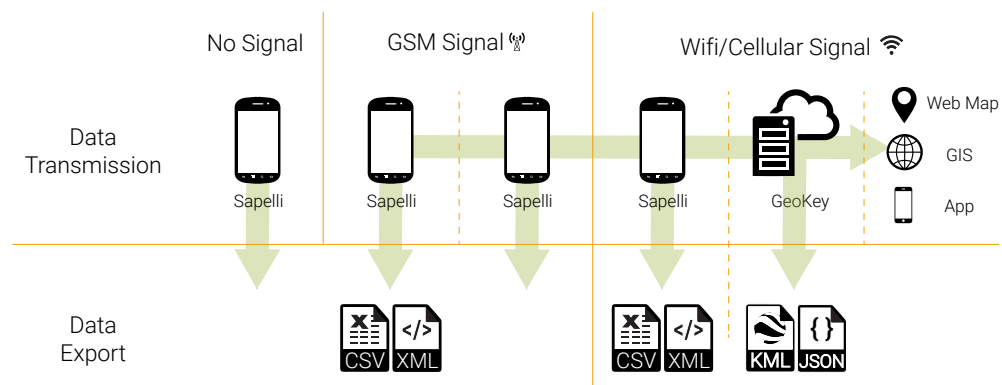 No Signal
GSM Signal
Wifi/Cellular Signal
Data
Transmission
Sapelli
Sapelli
Sapelli
Sapelli
GeoKey
Web Map
GIS
App
Data
Export
X
CSV
</>
XML
X
CSV
</>
XML
KML
{}
JSON